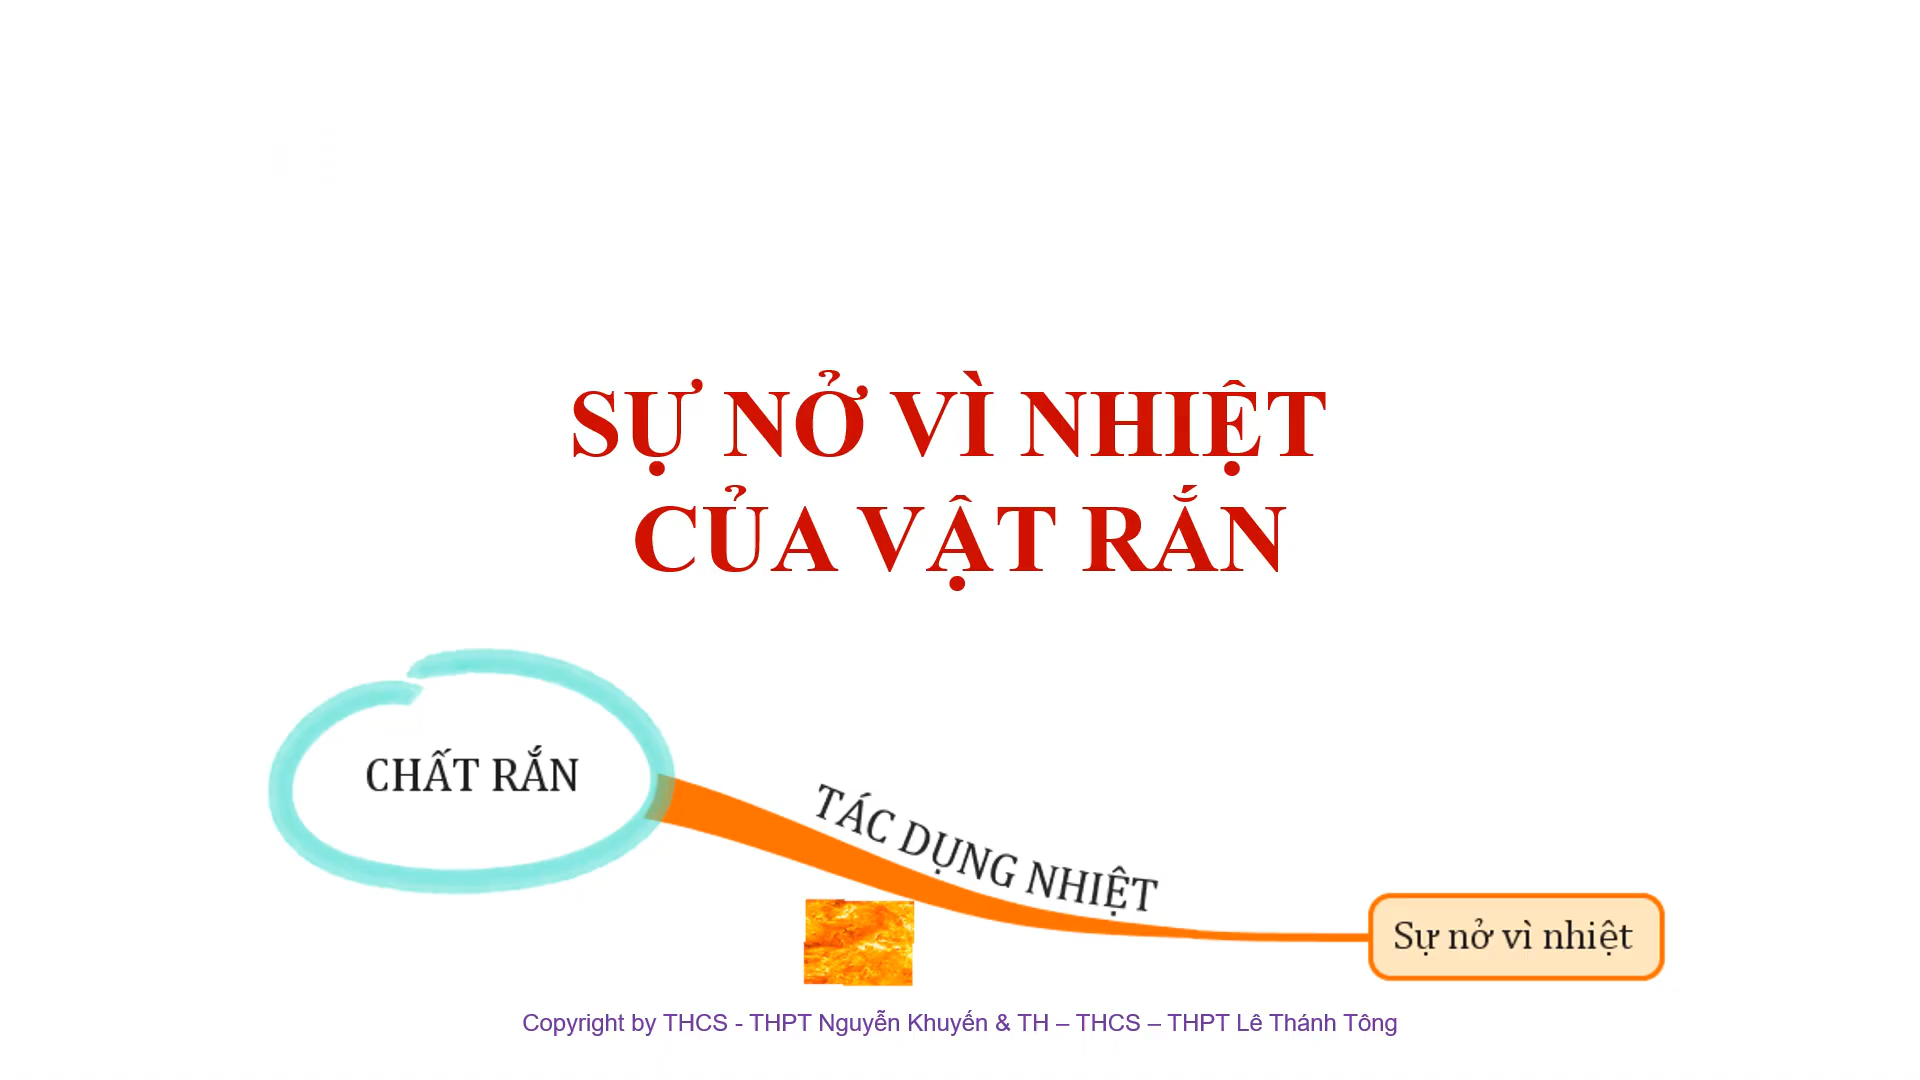 SỰ NỞ VÌ NHIỆT
CỦA VẬT RẮN
CHẤT RẮN
TÁC DỤNG NHIỆT
Sự nở vì nhiệt
Copyright by THCS - THPT Nguyễn Khuyến & TH – THCS – THPT Lê Thánh Tông